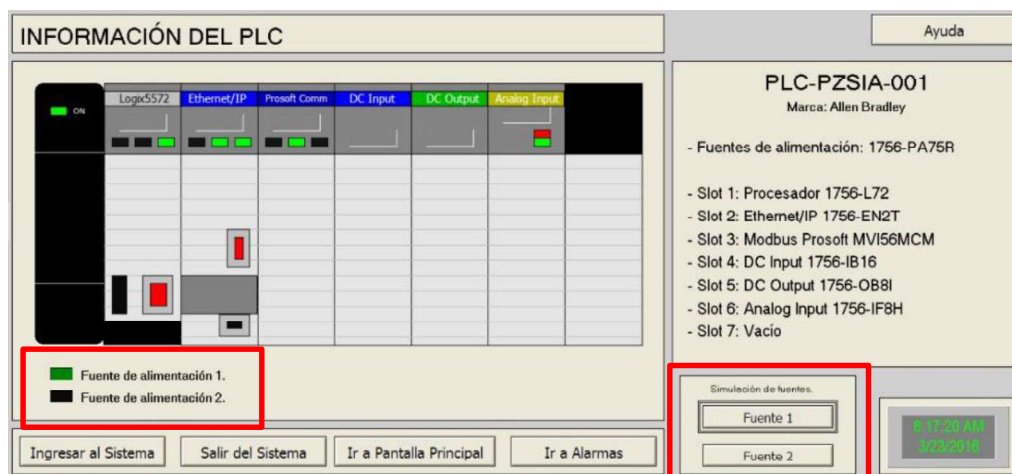 INFORMACIÓN DEL PLC
Ayuda
ON
Logix5572
Ethernet/IP
Prosoft Comm
DC Input
DC Output
Analog Input
PLC-PZSIA-001
Marca: Allen Bradley
- Fuentes de alimentación: 1756-PA75R
- Slot 1: Procesador 1756-L72
- Slot 2: Ethernet/IP 1756-EN2T
- Slot 3: Modbus Prosoft MVI56MCM
- Slot 4: DC Input 1756-IB16
- Slot 5: DC Output 1756-OB8I
- Slot 6: Analog Input 1756-IF8H
- Slot 7: Vacío
Fuente de alimentación 1.
Fuente de alimentación 2.
Simulación de fuentes.
Fuente 1
Fuente 2
Ingresar al Sistema
Salir del Sistema
Ir a Pantalla Principal
Ir a Alarmas
8:17:20 AM
3/23/2016